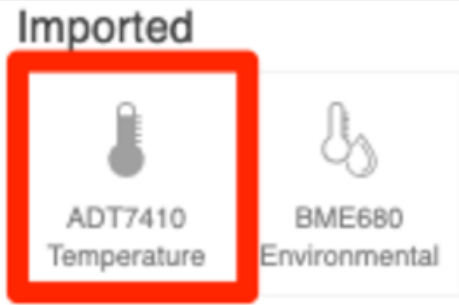 Imported
ADT7410
Temperature
BME680
Environmental